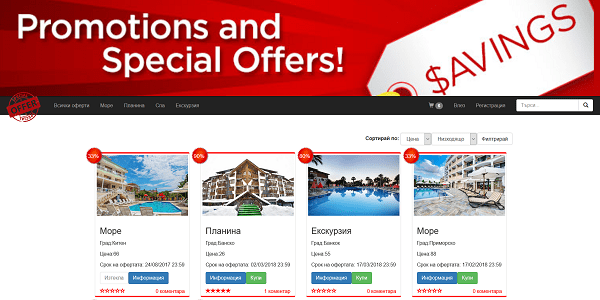 Promotions and
Special Offers!
$AVINGS
OFFER
Всички оферти Море Планина Спа Екскурзия 0 Вход Регистрация Търси...
Сортирай по: Цена Низходящо Филтрирай
33% 90% 80% 33%
Море Планина Екскурзия Море
Град Китен Град Банско Град Банкок Град Приморско
Цена:66 Цена:26 Цена:55 Цена:88
Срок на офертата: 24/08/2017 23:59 Срок на офертата: 02/03/2018 23:59 Срок на офертата: 17/03/2018 23:59 Срок на офертата: 17/02/2018 23:59
Изтекла Информация Информация Купи Информация Купи Информация Купи
0 коментара 1 коментар 0 коментара 0 коментара